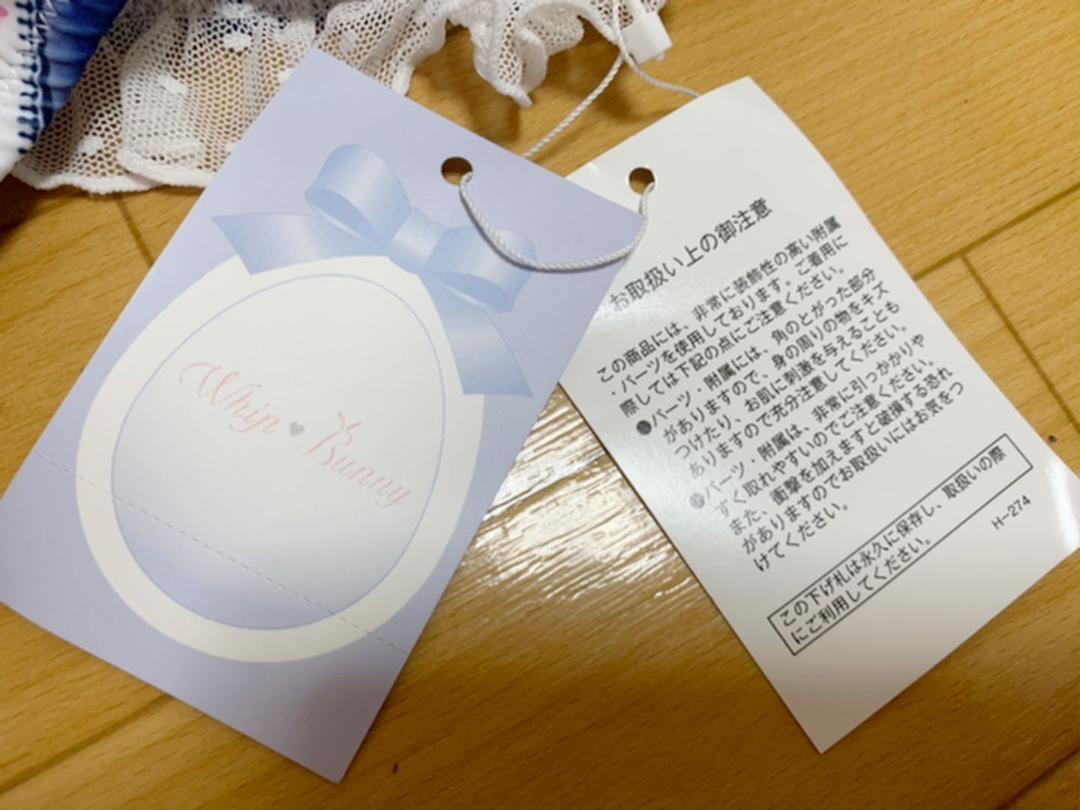 Whip Bunny
お取扱い上の御注意
この商品には、非常に装飾性の高い附属
・パーツを使用しております。ご着用に
際しては下記の点にご注意ください。
●パーツ・附属には、角のとがった部分
がありますので、身の周りの物をキズ
つけたり、お肌に刺激を与えることも
ありますので充分注意してください。
●パーツ・附属は、非常に引っかがりや
すく取れやすいのでご注意ください。
また、衝撃を加えますと破損する恐れ
がありますのでお取扱いにはお気をつ
けてください。
この下げ札は永久に保存し、取扱いの際
にご利用してください。
H-274